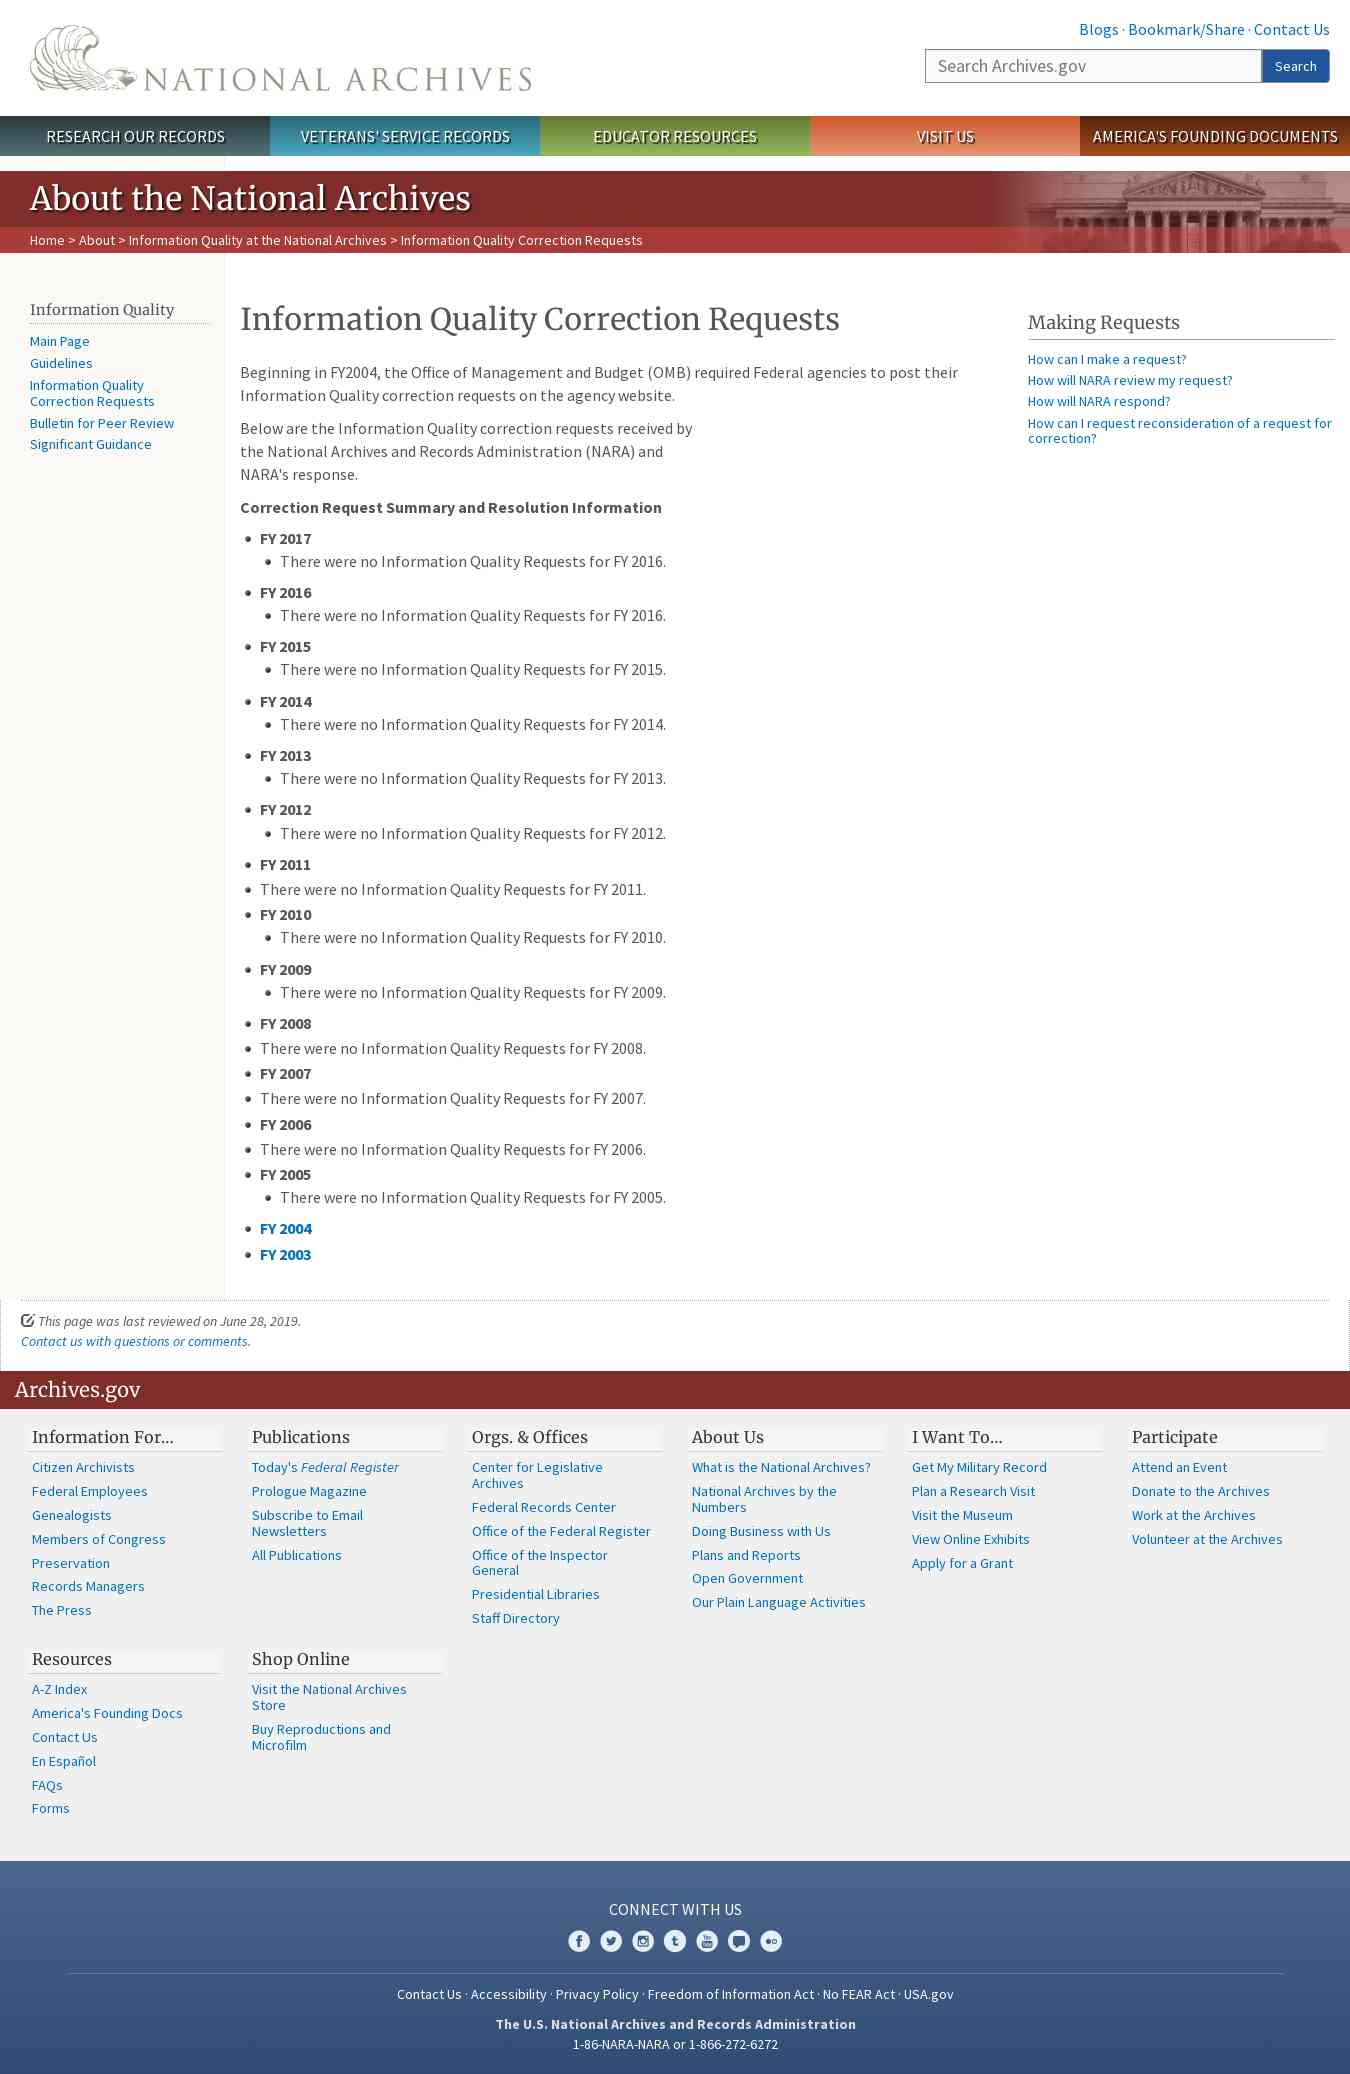 Blogs · Bookmark/Share · Contact Us
NATIONAL ARCHIVES
Search Archives.gov
Search
RESEARCH OUR RECORDS
VETERANS' SERVICE RECORDS
EDUCATOR RESOURCES
VISIT US
AMERICA'S FOUNDING DOCUMENTS
About the National Archives
Home > About > Information Quality at the National Archives > Information Quality Correction Requests
Information Quality
Main Page
Guidelines
Information Quality
Correction Requests
Bulletin for Peer Review
Significant Guidance
Information Quality Correction Requests
Beginning in FY2004, the Office of Management and Budget (OMB) required Federal agencies to post their
Information Quality correction requests on the agency website.
Below are the Information Quality correction requests received by
the National Archives and Records Administration (NARA) and
NARA's response.
Correction Request Summary and Resolution Information
FY 2017
There were no Information Quality Requests for FY 2016.
FY 2016
There were no Information Quality Requests for FY 2016.
FY 2015
There were no Information Quality Requests for FY 2015.
FY 2014
There were no Information Quality Requests for FY 2014.
FY 2013
There were no Information Quality Requests for FY 2013.
FY 2012
There were no Information Quality Requests for FY 2012.
FY 2011
There were no Information Quality Requests for FY 2011.
FY 2010
There were no Information Quality Requests for FY 2010.
FY 2009
There were no Information Quality Requests for FY 2009.
FY 2008
There were no Information Quality Requests for FY 2008.
FY 2007
There were no Information Quality Requests for FY 2007.
FY 2006
There were no Information Quality Requests for FY 2006.
FY 2005
There were no Information Quality Requests for FY 2005.
FY 2004
FY 2003
Making Requests
How can I make a request?
How will NARA review my request?
How will NARA respond?
How can I request reconsideration of a request for
correction?
This page was last reviewed on June 28, 2019.
Contact us with questions or comments.
Archives.gov
Information For…
Citizen Archivists
Federal Employees
Genealogists
Members of Congress
Preservation
Records Managers
The Press
Publications
Today's Federal Register
Prologue Magazine
Subscribe to Email
Newsletters
All Publications
Orgs. & Offices
Center for Legislative
Archives
Federal Records Center
Office of the Federal Register
Office of the Inspector
General
Presidential Libraries
Staff Directory
About Us
What is the National Archives?
National Archives by the
Numbers
Doing Business with Us
Plans and Reports
Open Government
Our Plain Language Activities
I Want To…
Get My Military Record
Plan a Research Visit
Visit the Museum
View Online Exhibits
Apply for a Grant
Participate
Attend an Event
Donate to the Archives
Work at the Archives
Volunteer at the Archives
Resources
A-Z Index
America's Founding Docs
Contact Us
En Español
FAQs
Forms
Shop Online
Visit the National Archives
Store
Buy Reproductions and
Microfilm
CONNECT WITH US
Contact Us · Accessibility · Privacy Policy · Freedom of Information Act · No FEAR Act · USA.gov
The U.S. National Archives and Records Administration
1-86-NARA-NARA or 1-866-272-6272